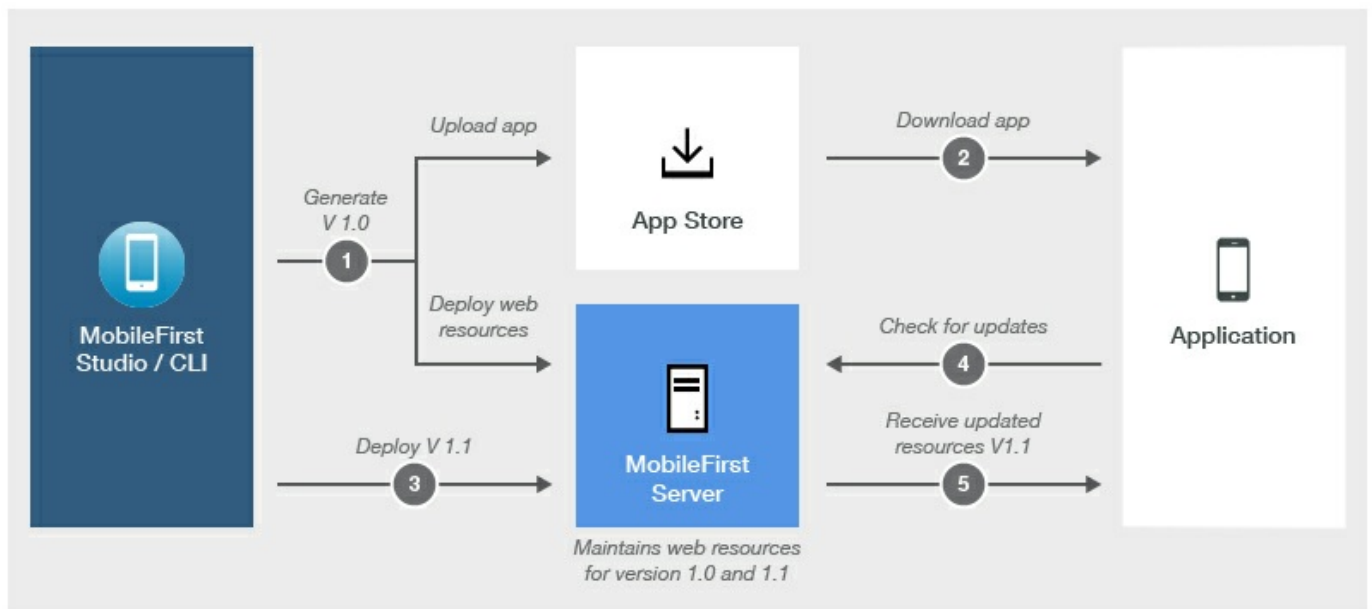 Upload app
Download app
2
Generate
V 1.0
1
App Store
Deploy web
resources
Check for updates
4
MobileFirst
Studio / CLI
Application
Deploy V 1.1
3
MobileFirst
Server
Receive updated
resources V1.1
5
Maintains web resources
for version 1.0 and 1.1